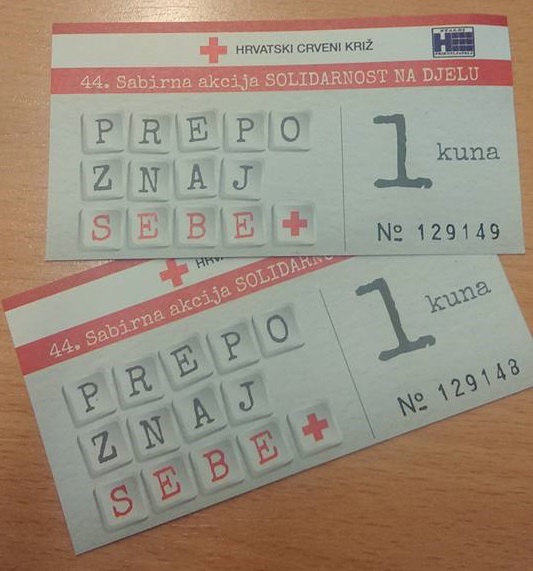 HRVATSKI CRVENI KRIŽ
44. Sabirna akcija SOLIDARNOST NA DJELU
PREPO
ZNAJ
SEBE+
1 kuna
№ 129149
44. Sabirna akcija SOLIDARNO
PREPO
ZNAJ
SEBE+
1 kuna
№ 129148